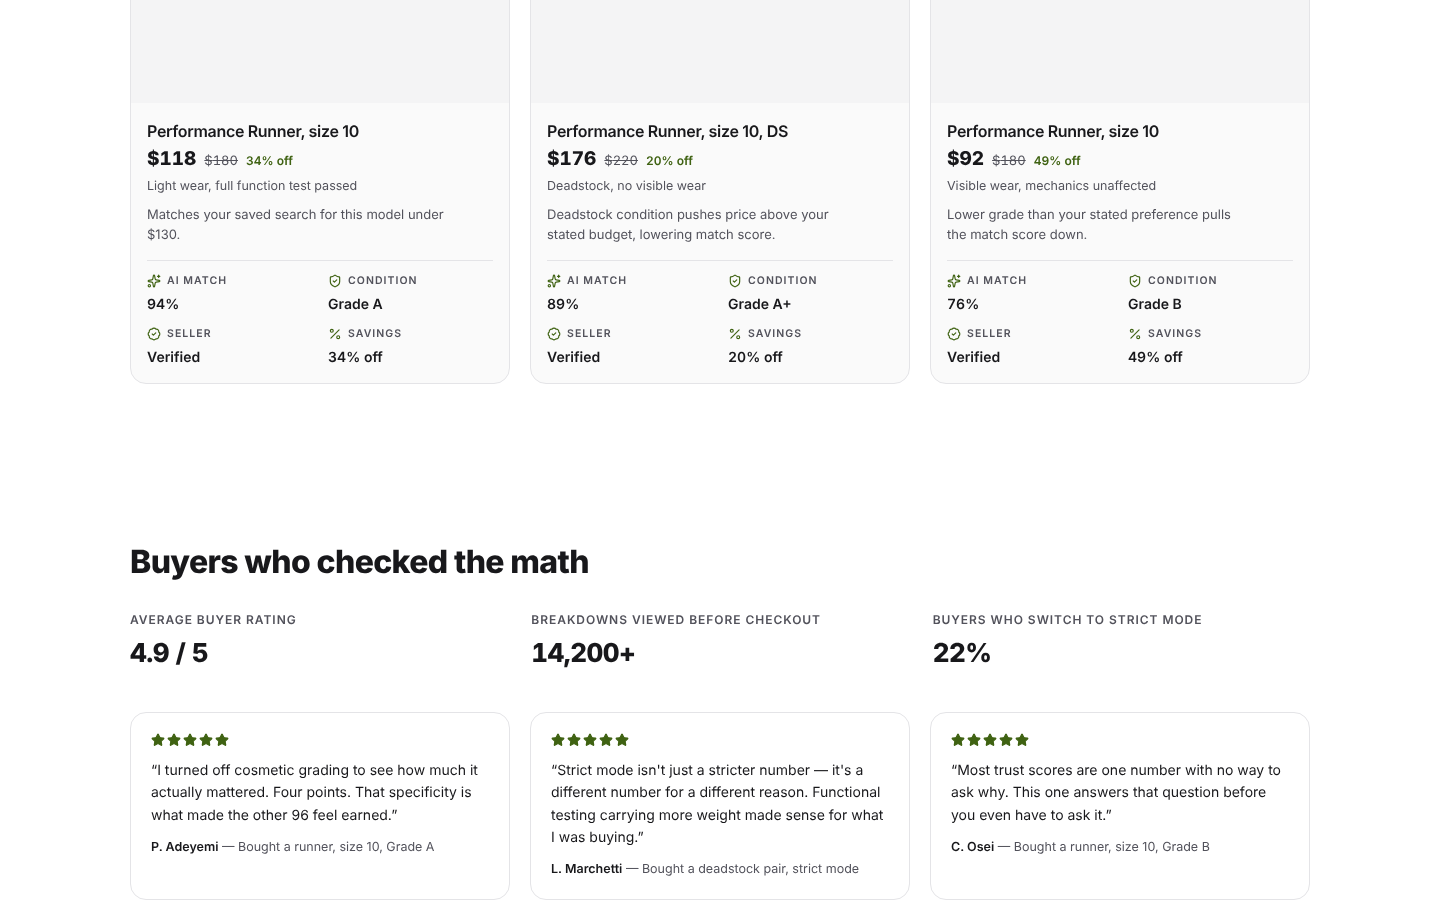 Performance Runner, size 10
$118 $180 34% off
Light wear, full function test passed
Matches your saved search for this model under
$130.
AI MATCH
94%
CONDITION
Grade A
SELLER
Verified
SAVINGS
34% off
Performance Runner, size 10, DS
$176 $220 20% off
Deadstock, no visible wear
Deadstock condition pushes price above your
stated budget, lowering match score.
AI MATCH
89%
CONDITION
Grade A+
SELLER
Verified
SAVINGS
20% off
Performance Runner, size 10
$92 $180 49% off
Visible wear, mechanics unaffected
Lower grade than your stated preference pulls
the match score down.
AI MATCH
76%
CONDITION
Grade B
SELLER
Verified
SAVINGS
49% off
Buyers who checked the math
AVERAGE BUYER RATING
4.9 / 5
BREAKDOWNS VIEWED BEFORE CHECKOUT
14,200+
BUYERS WHO SWITCH TO STRICT MODE
22%
“I turned off cosmetic grading to see how much it
actually mattered. Four points. That specificity is
what made the other 96 feel earned.”
P. Adeyemi — Bought a runner, size 10, Grade A
“Strict mode isn't just a stricter number — it's a
different number for a different reason. Functional
testing carrying more weight made sense for what
I was buying.”
L. Marchetti — Bought a deadstock pair, strict mode
“Most trust scores are one number with no way to
ask why. This one answers that question before
you even have to ask it.”
C. Osei — Bought a runner, size 10, Grade B